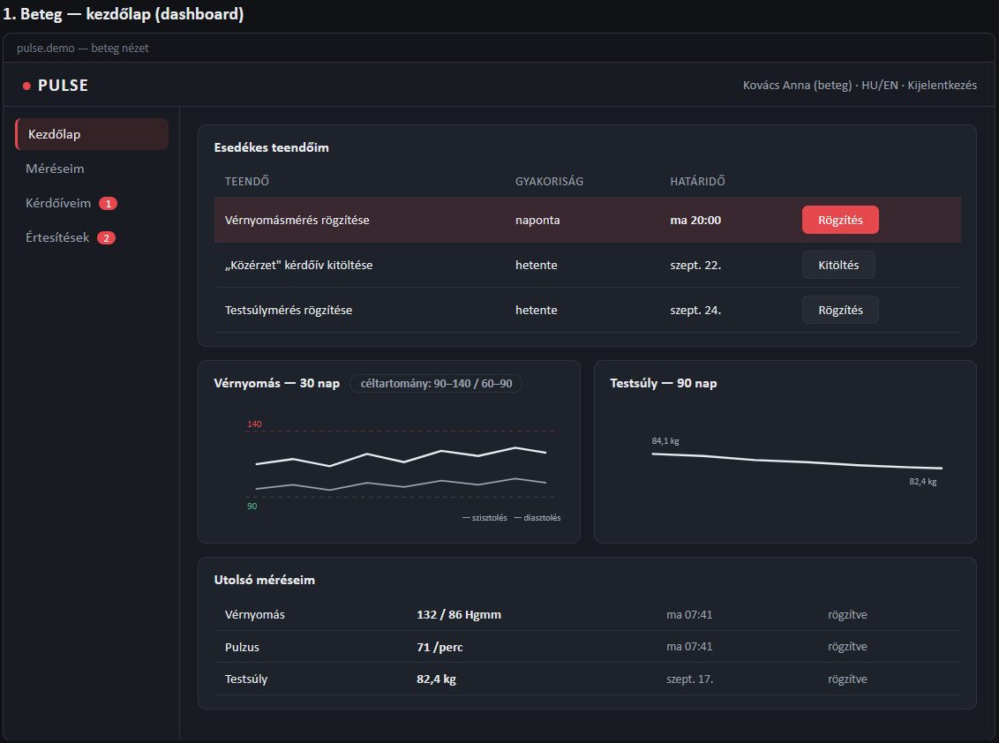 1. Beteg — kezdőlap (dashboard)
pulse.demo — beteg nézet
PULSE
Kovács Anna (beteg) · HU/EN · Kijelentkezés
Kezdőlap
Méréseim
Kérdőíveim 1
Értesítések 2
Esedékes teendőim
TEENDŐ GYAKORISÁG HATÁRIDŐ
Vérnyomásmérés rögzítése naponta ma 20:00 Rögzítés
„Közérzet" kérdőív kitöltése hetente szept. 22. Kitöltés
Testsúlymérés rögzítése hetente szept. 24. Rögzítés
Vérnyomás — 30 nap céltartomány: 90–140 / 60–90
140
90
— szisztolés — diasztolés
Testsúly — 90 nap
84,1 kg
82,4 kg
Utolsó méréseim
Vérnyomás 132 / 86 Hgmm ma 07:41 rögzítve
Pulzus 71 /perc ma 07:41 rögzítve
Testsúly 82,4 kg szept. 17. rögzítve